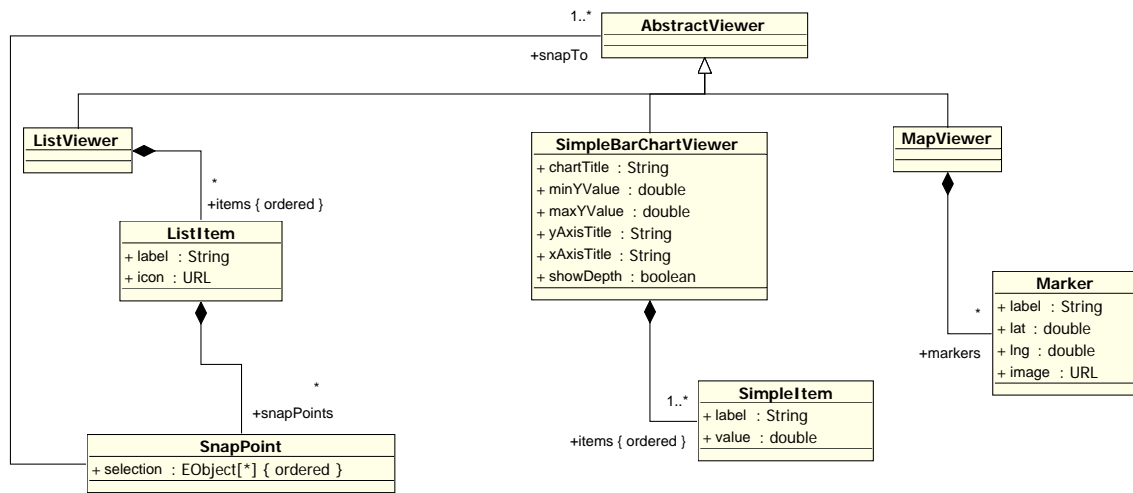 1..*
AbstractViewer
+snapTo
ListViewer
SimpleBarChartViewer
+ chartTitle : String
+ minYValue : double
+ maxYValue : double
+ yAxisTitle : String
+ xAxisTitle : String
+ showDepth : boolean
MapViewer
*
+items { ordered }
ListItem
+ label : String
+ icon : URL
*
+markers
Marker
+ label : String
+ lat : double
+ lng : double
+ image : URL
*
+snapPoints
1..*
+items { ordered }
SimpleItem
+ label : String
+ value : double
SnapPoint
+ selection : EObject[*] { ordered }